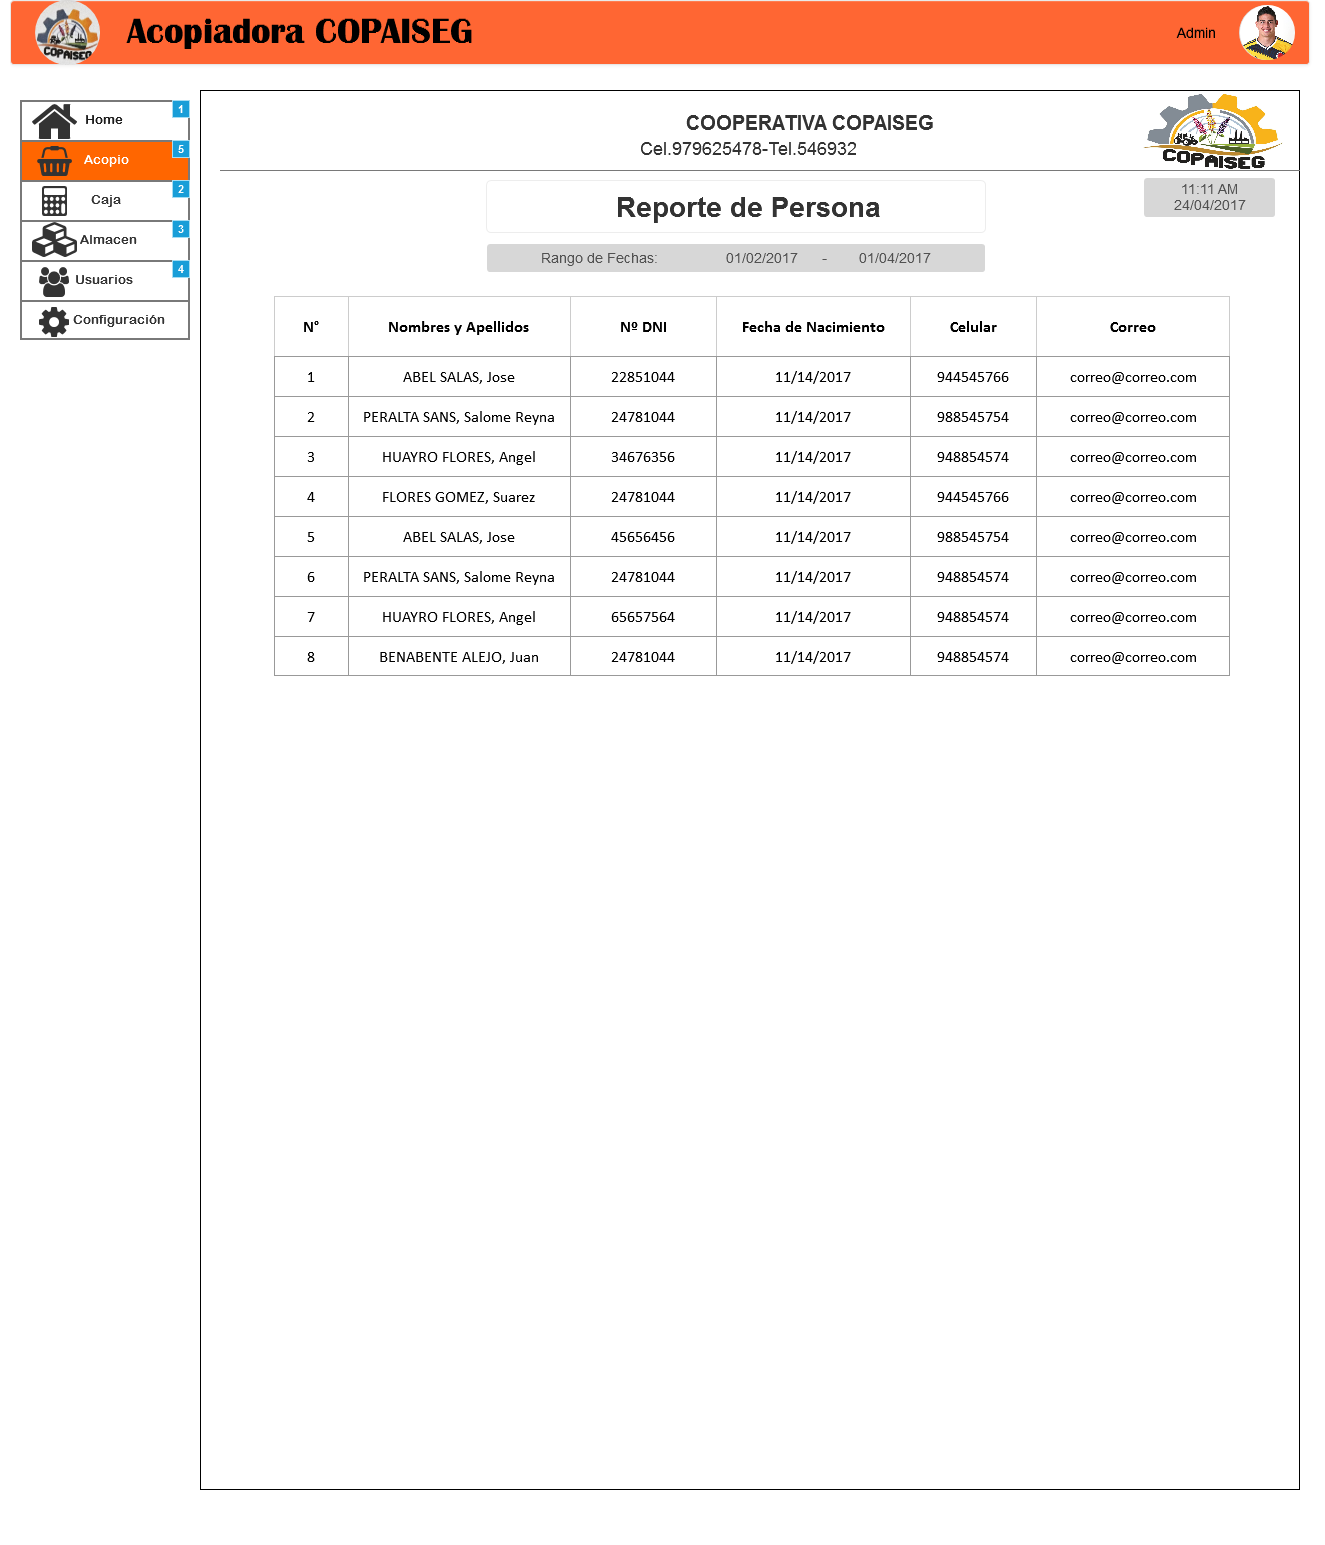 COPAISEG
Acopiadora COPAISEG
Admin
Home 1
Acopio 5
Caja 2
Almacen 3
Usuarios 4
Configuración
COOPERATIVA COPAISEG
Cel.979625478-Tel.546932
COPAISEG
11:11 AM
24/04/2017
Reporte de Persona
Rango de Fechas: 01/02/2017 - 01/04/2017
N° Nombres y Apellidos Nº DNI Fecha de Nacimiento Celular Correo
1 ABEL SALAS, Jose 22851044 11/14/2017 944545766 correo@correo.com
2 PERALTA SANS, Salome Reyna 24781044 11/14/2017 988545754 correo@correo.com
3 HUAYRO FLORES, Angel 34676356 11/14/2017 948854574 correo@correo.com
4 FLORES GOMEZ, Suarez 24781044 11/14/2017 944545766 correo@correo.com
5 ABEL SALAS, Jose 45656456 11/14/2017 988545754 correo@correo.com
6 PERALTA SANS, Salome Reyna 24781044 11/14/2017 948854574 correo@correo.com
7 HUAYRO FLORES, Angel 65657564 11/14/2017 948854574 correo@correo.com
8 BENABENTE ALEJO, Juan 24781044 11/14/2017 948854574 correo@correo.com